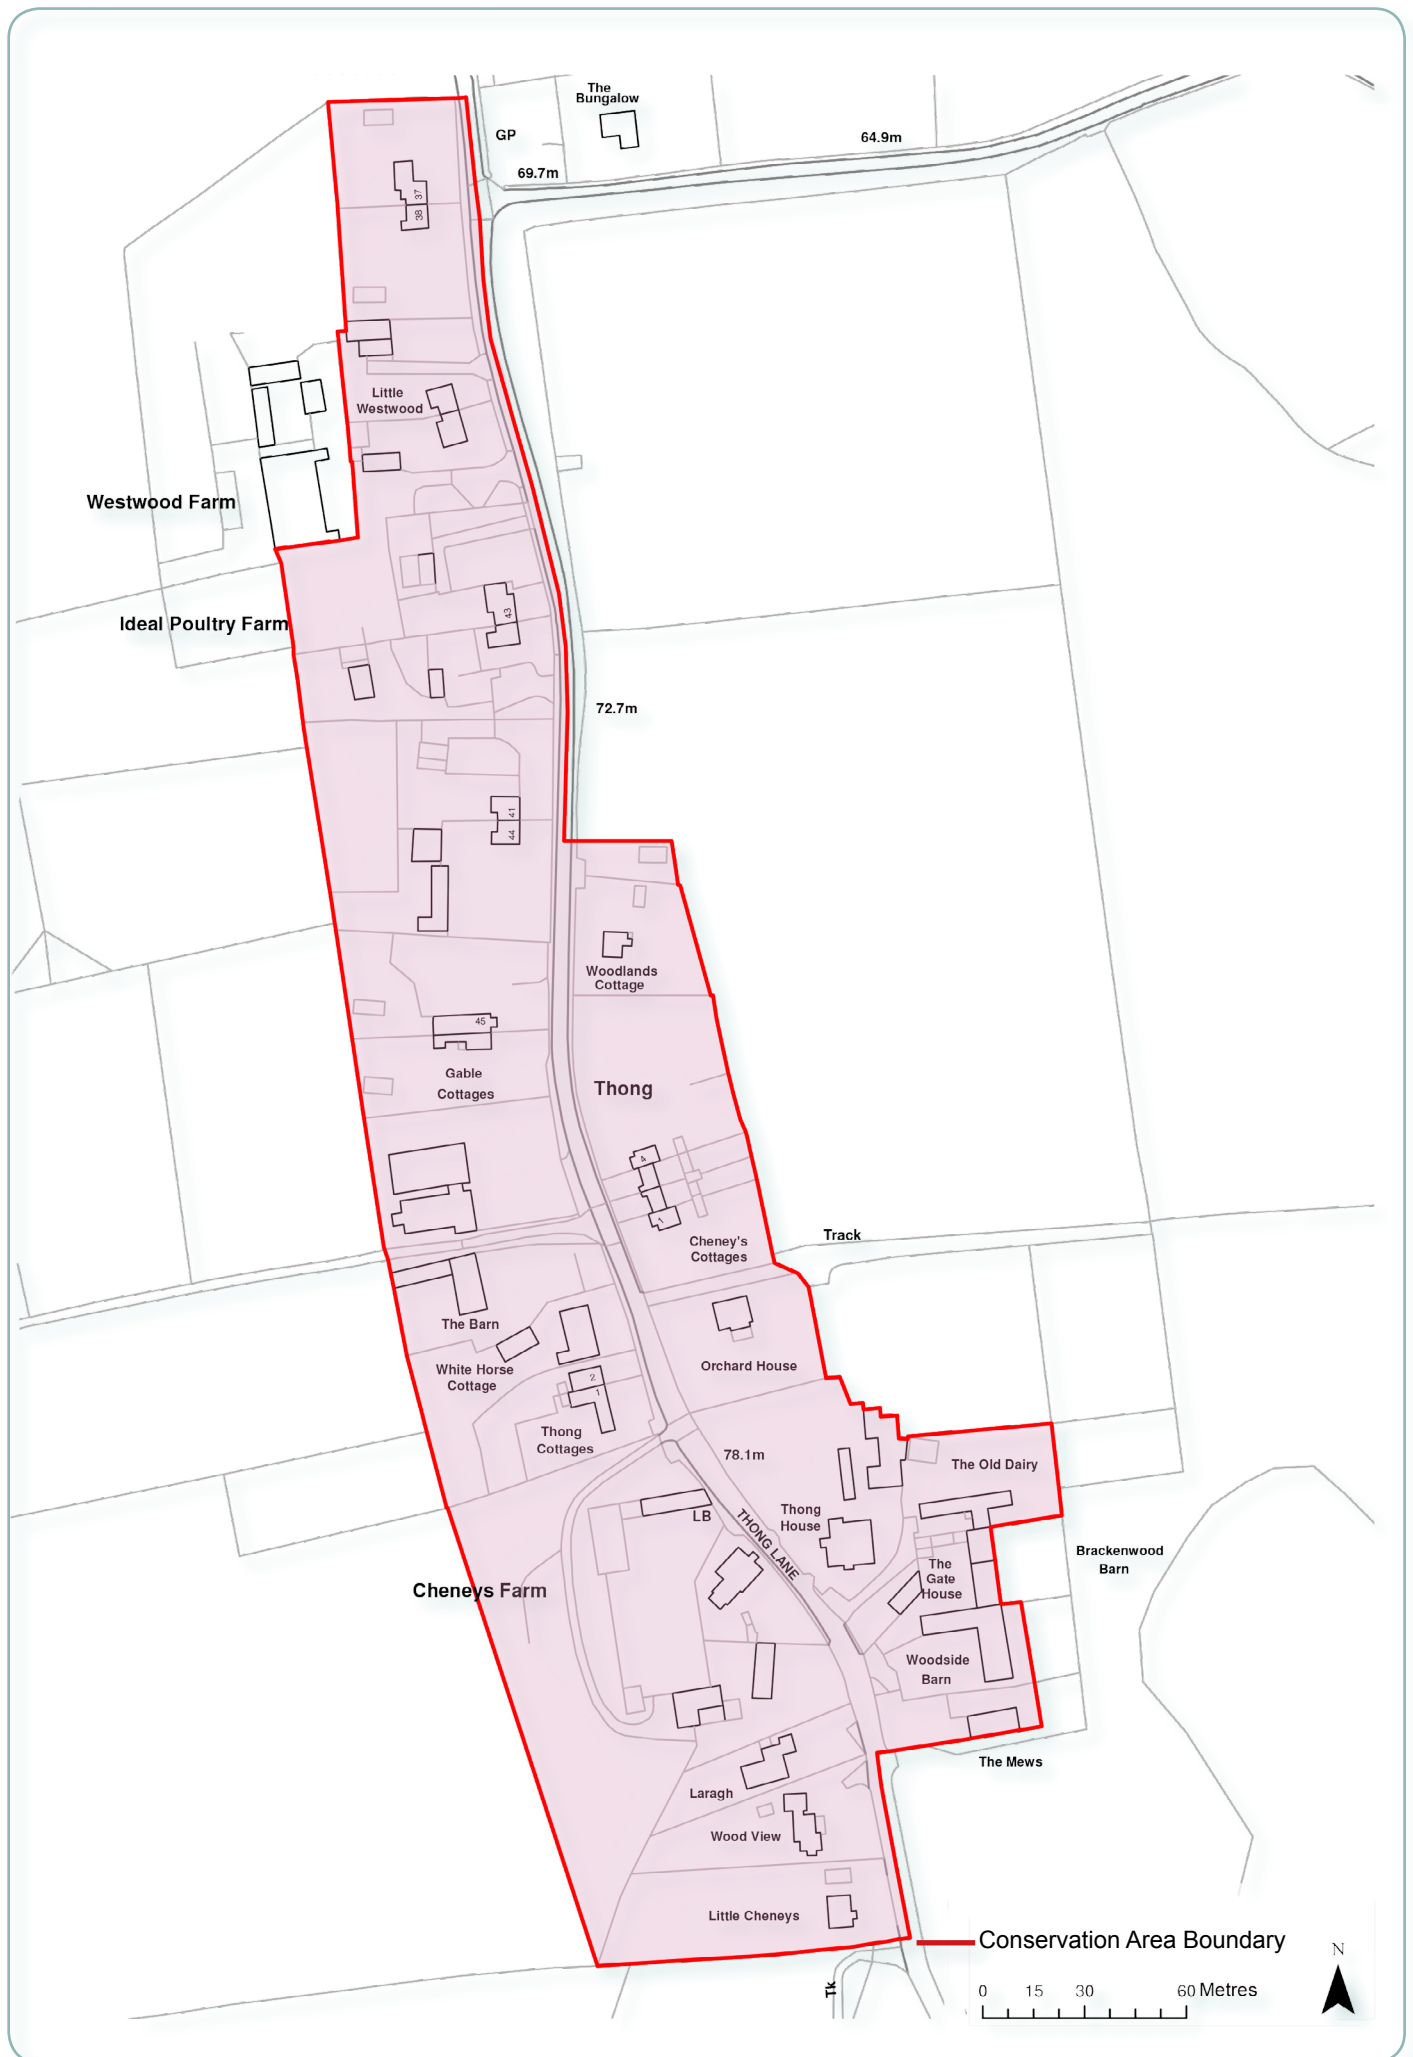 The
Bungalow
GP
64.9m
69.7m
37
38
Little
Westwood
Westwood Farm
43
Ideal Poultry Farm
72.7m
41
44
Woodlands
Cottage
45
Gable
Cottages
Thong
4
1
Cheney's
Cottages
Track
The Barn
White Horse
Cottage
Orchard House
2
1
Thong
Cottages
78.1m
The Old Dairy
LB
THONG LANE
Thong
House
Brackenwood
Barn
The
Gate
House
Cheneys Farm
Woodside
Barn
The Mews
Laragh
Wood View
Little Cheneys
Conservation Area Boundary
N
Tk
0 15 30 60 Metres